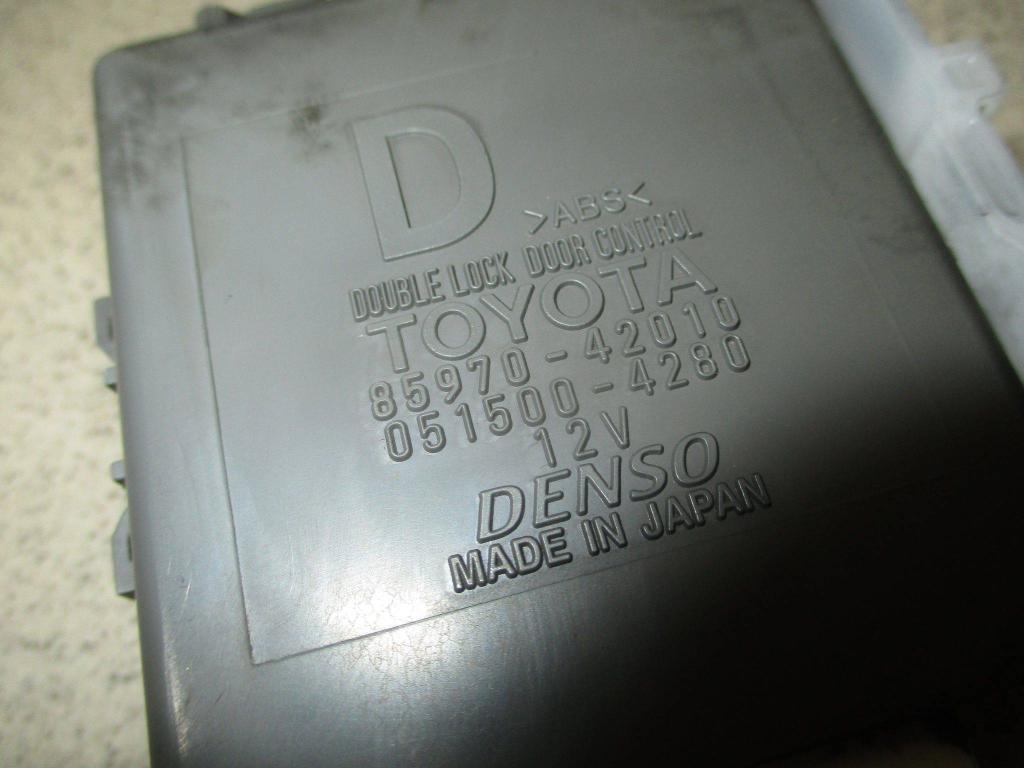 D
>ABS<
DOUBLE LOCK DOOR CONTROL
TOYOTA
85970-42010
051500-4280
12V
DENSO
MADE IN JAPAN